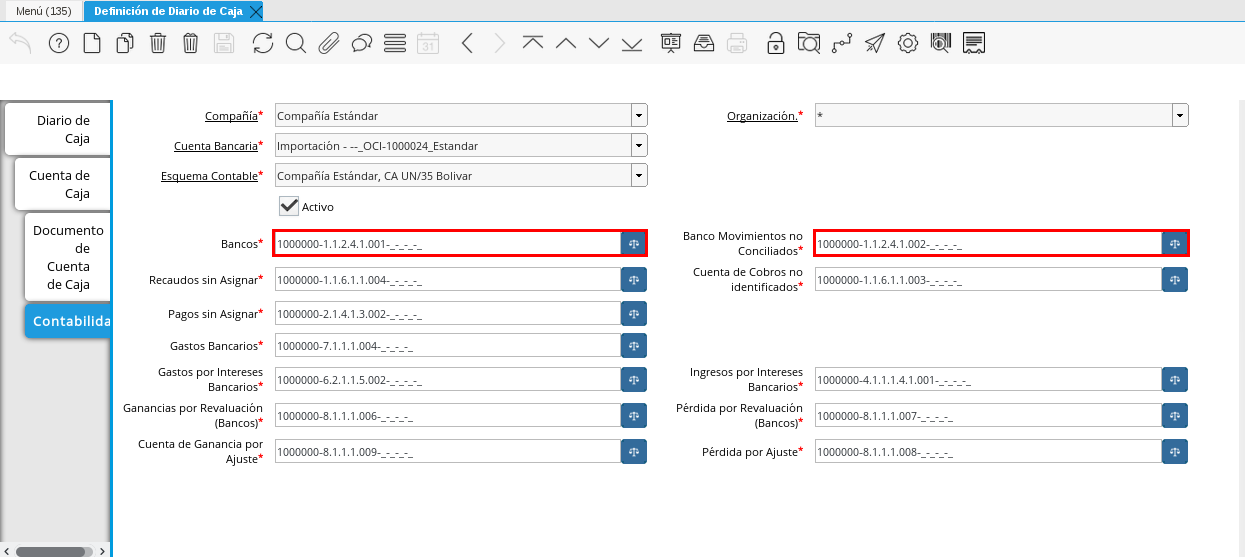 Menú (135)
Definición de Diario de Caja
31
Diario de
Caja
Cuenta de
Caja
Documento
de
Cuenta
de Caja
Contabilida
Compañía* Compañía Estándar
Organización.* *
Cuenta Bancaria* Importación - --_OCI-1000024_Estandar
Esquema Contable* Compañía Estándar, CA UN/35 Bolivar
Activo
Bancos* 1000000-1.1.2.4.1.001-_-_-_-_
Banco Movimientos no
Conciliados* 1000000-1.1.2.4.1.002-_-_-_-_
Recaudos sin Asignar* 1000000-1.1.6.1.1.004-_-_-_-_
Cuenta de Cobros no
identificados* 1000000-1.1.6.1.1.003-_-_-_-_
Pagos sin Asignar* 1000000-2.1.4.1.3.002-_-_-_-_
Gastos Bancarios* 1000000-7.1.1.1.004-_-_-_-_
Gastos por Intereses
Bancarios* 1000000-6.2.1.1.5.002-_-_-_-_
Ingresos por Intereses
Bancarios* 1000000-4.1.1.1.4.1.001-_-_-_-_
Ganancias por Revaluación
(Bancos)* 1000000-8.1.1.1.006-_-_-_-_
Pérdida por Revaluación
(Bancos)* 1000000-8.1.1.1.007-_-_-_-_
Cuenta de Ganancia por
Ajuste* 1000000-8.1.1.1.009-_-_-_-_
Pérdida por Ajuste* 1000000-8.1.1.1.008-_-_-_-_